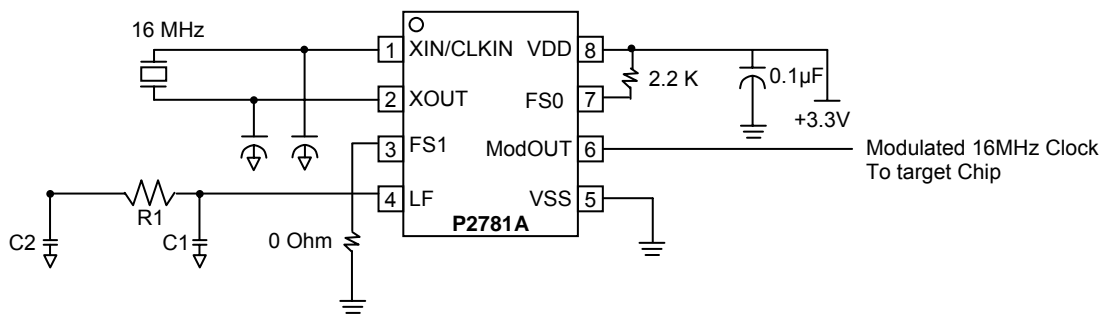 16 MHz
1 XIN/CLKIN VDD 8
2.2 K
0.1µF
2 XOUT FS0 7
+3.3V
3 FS1 ModOUT 6
Modulated 16MHz Clock
To target Chip
4 LF VSS 5
R1
P2781A
C2
C1
0 Ohm